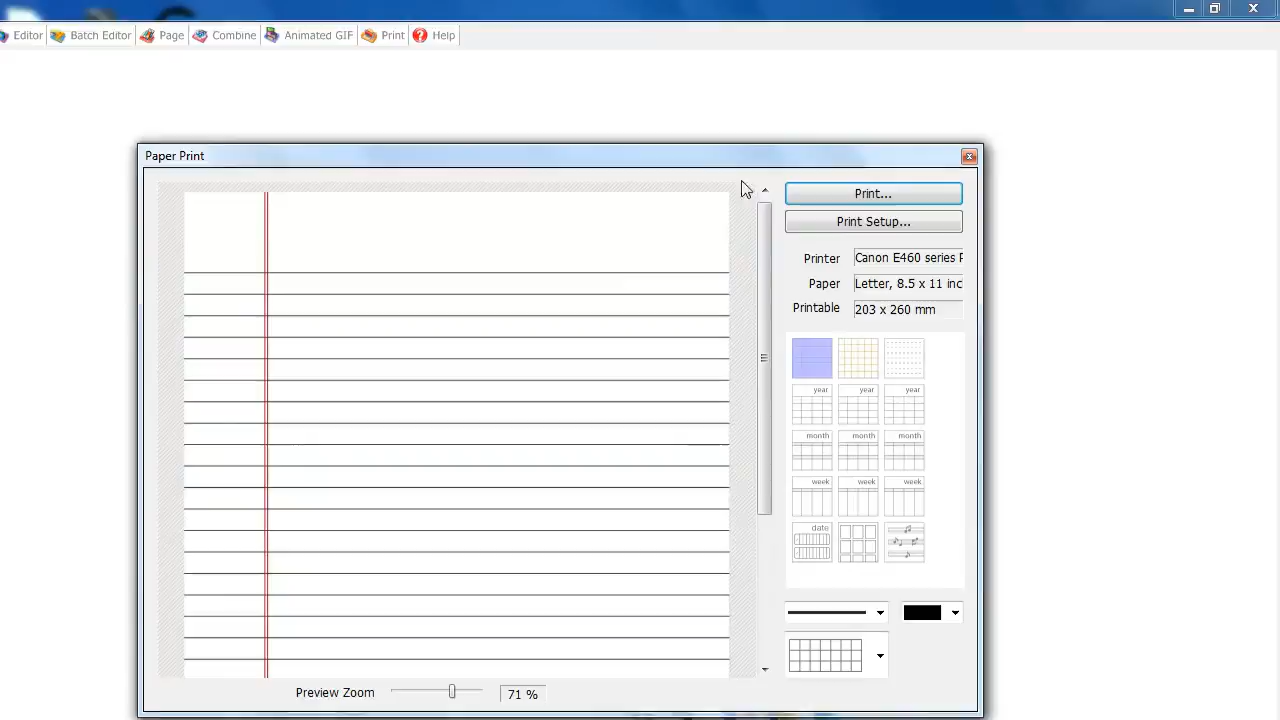 Editor Batch Editor Page Combine Animated GIF Print Help
Paper Print
Print...
Print Setup...
Printer Canon E460 series P
Paper Letter, 8.5 x 11 inc
Printable 203 x 260 mm
year year year
month month month
week week week
date
Preview Zoom 71 %